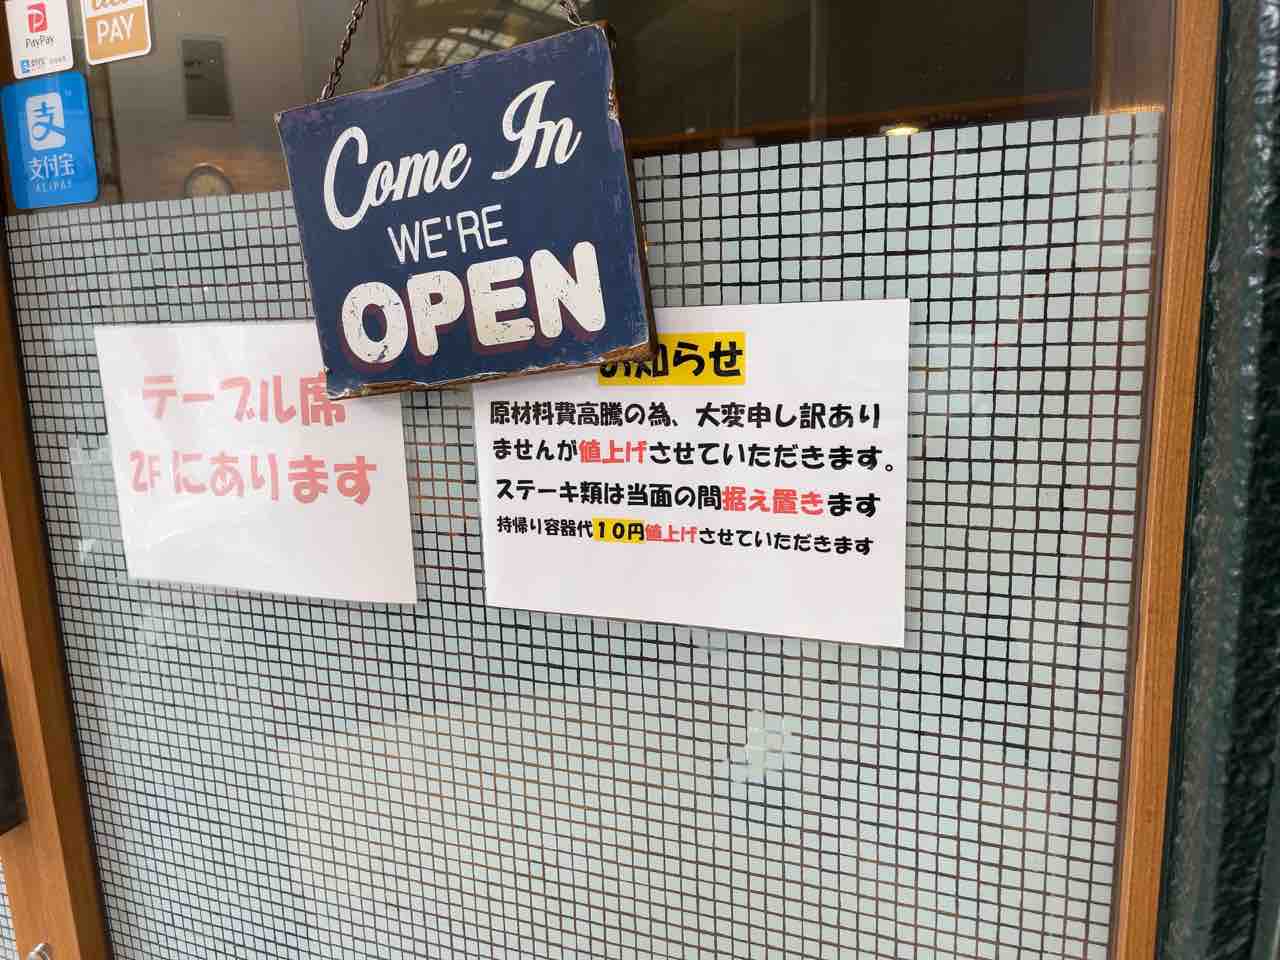 PayPay
PAY
支
支付宝
ALIPAY
Come In
WE'RE
OPEN
テーブル席
2Fにあります
お知らせ
原材料費高騰の為、大変申し訳あり
ませんが値上げさせていただきます。
ステーキ類は当面の間据え置きます
持帰り容器代10円値上げさせていただきます